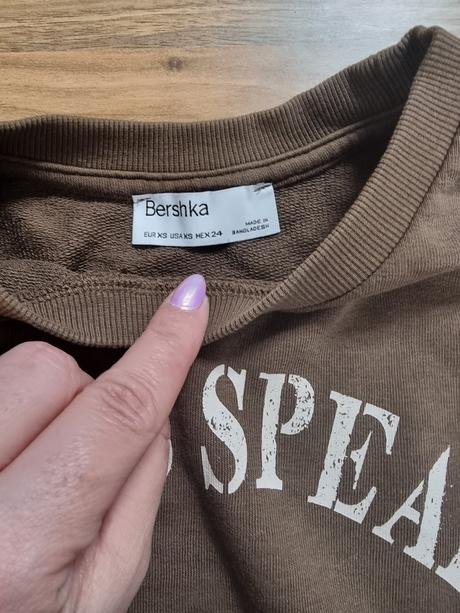 Bershka
EUR XS USA XS MEX 24
MADE IN
BANGLADESH
SPEA